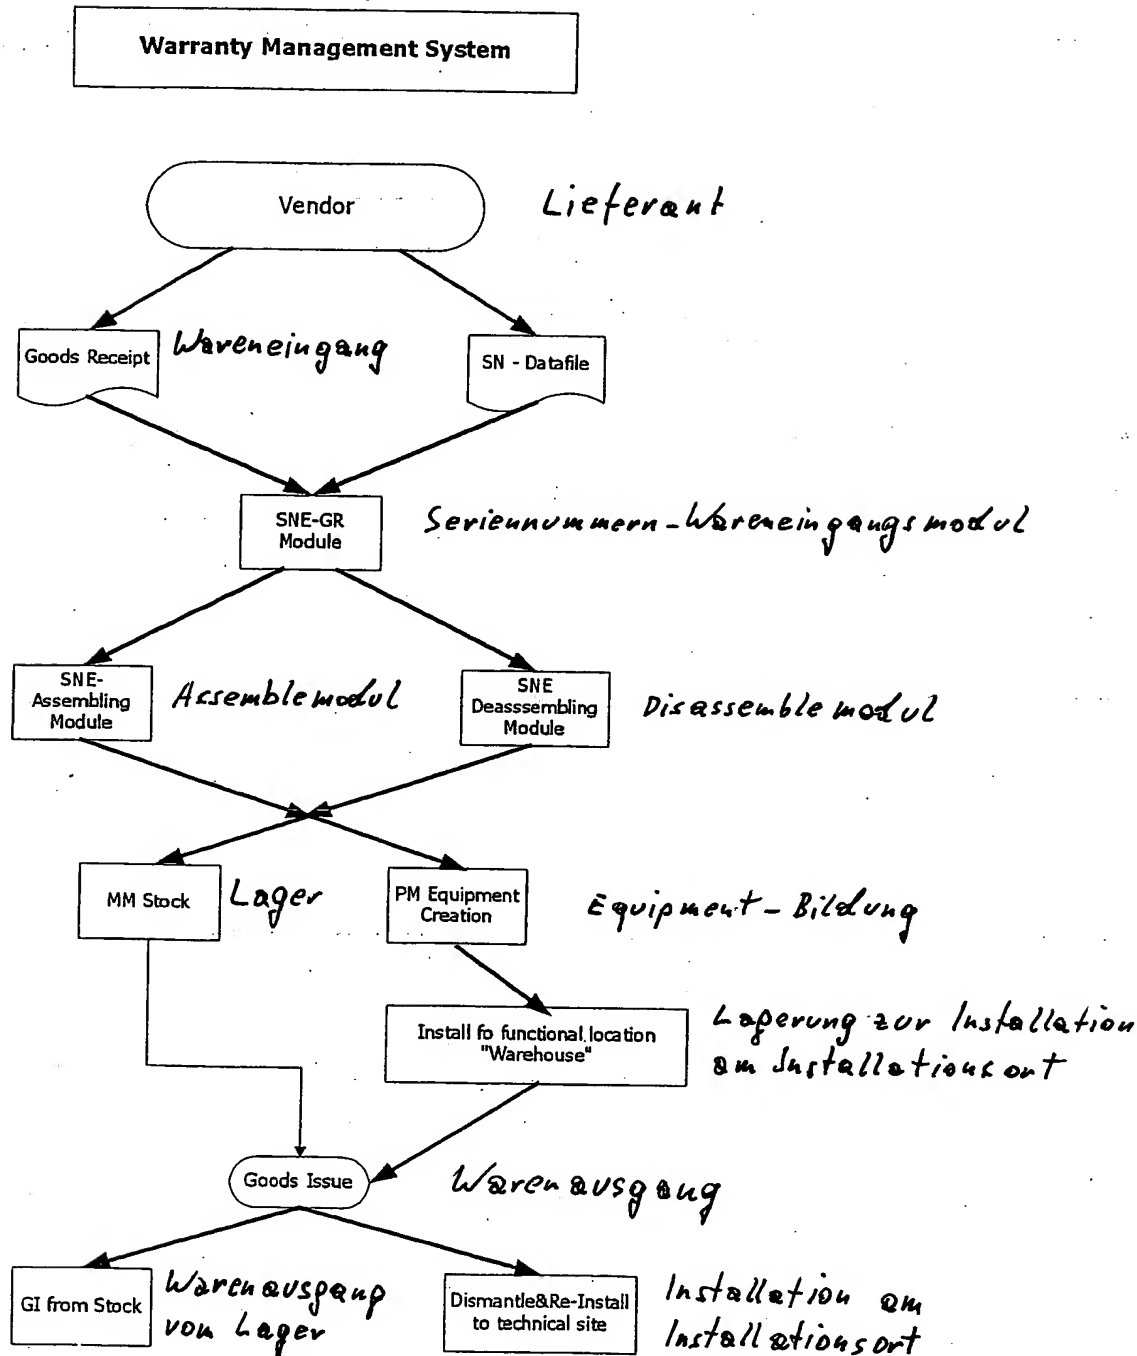 Warranty Management System
Vendor
Lieferant
Goods Receipt
Wareneingang
SN - Datafile
SNE-GR
Module
Seriennummern-Wareneingangsmodul
SNE-
Assembling
Module
Assemblemodul
SNE
Deasssembling
Module
Disassemblemodul
MM Stock
Lager
PM Equipment
Creation
Equipment-Bildung
Install fo functional.location
"Warehouse"
Lagerung zur Installation
am Installationsort
Goods Issue
Warenausgang
GI from Stock
Warenausgang
vom Lager
Dismantle&Re-Install
to technical site
Installation am
Installationsort